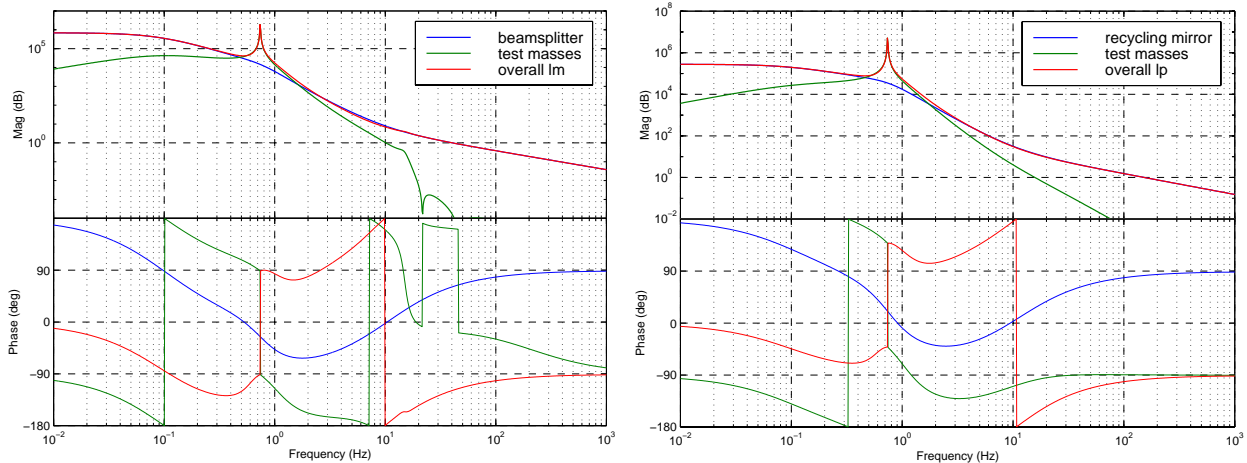 beamsplitter
test masses
overall lm
10^5
10^0
Mag (dB)
90
0
−90
−180
Phase (deg)
10^−2
10^−1
10^0
10^1
10^2
10^3
Frequency (Hz)
recycling mirror
test masses
overall lp
10^8
10^6
10^4
10^2
10^0
10^−2
Mag (dB)
90
0
−90
−180
Phase (deg)
10^−2
10^−1
10^0
10^1
10^2
10^3
Frequency (Hz)